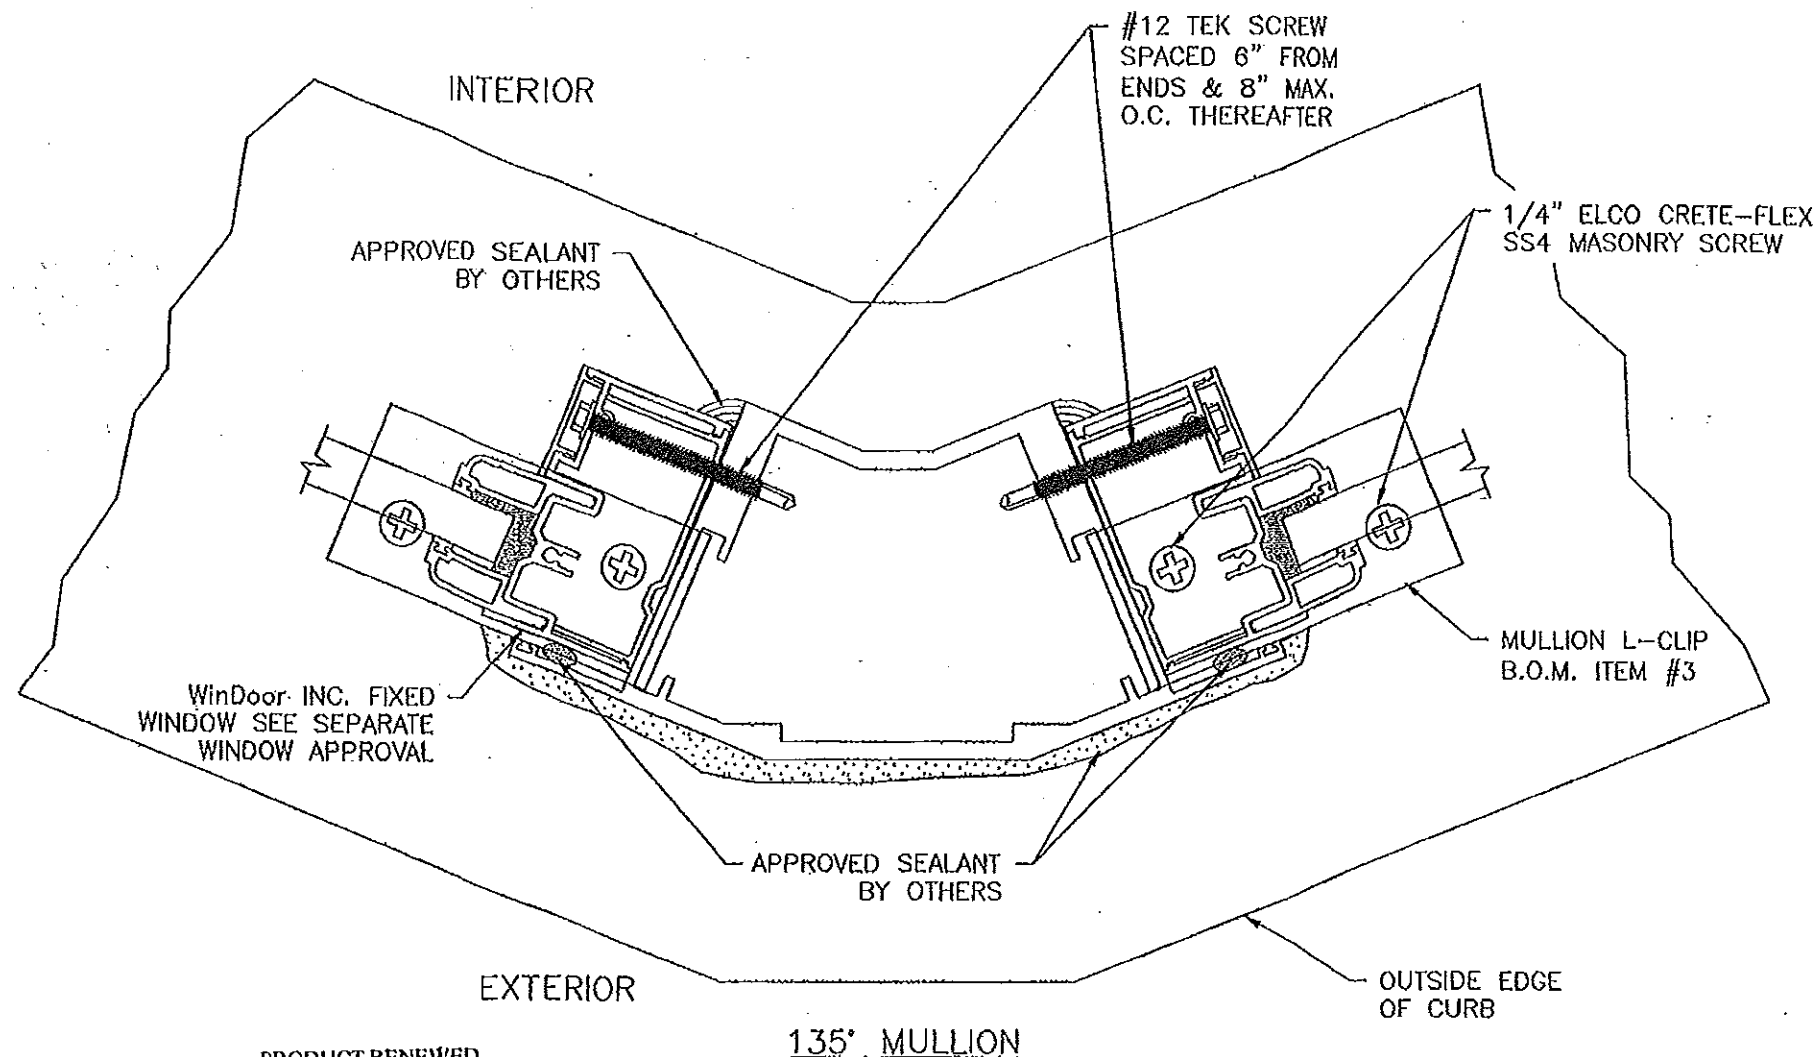 #12 TEK SCREW
SPACED 6" FROM
ENDS & 8" MAX.
O.C. THEREAFTER
INTERIOR
1/4" ELCO CRETE-FLEX
SS4 MASONRY SCREW
APPROVED SEALANT
BY OTHERS
MULLION L-CLIP
B.O.M. ITEM #3
WinDoor INC. FIXED
WINDOW SEE SEPARATE
WINDOW APPROVAL
APPROVED SEALANT
BY OTHERS
EXTERIOR
OUTSIDE EDGE
OF CURB
135° MULLION
PRODUCT RENEWED